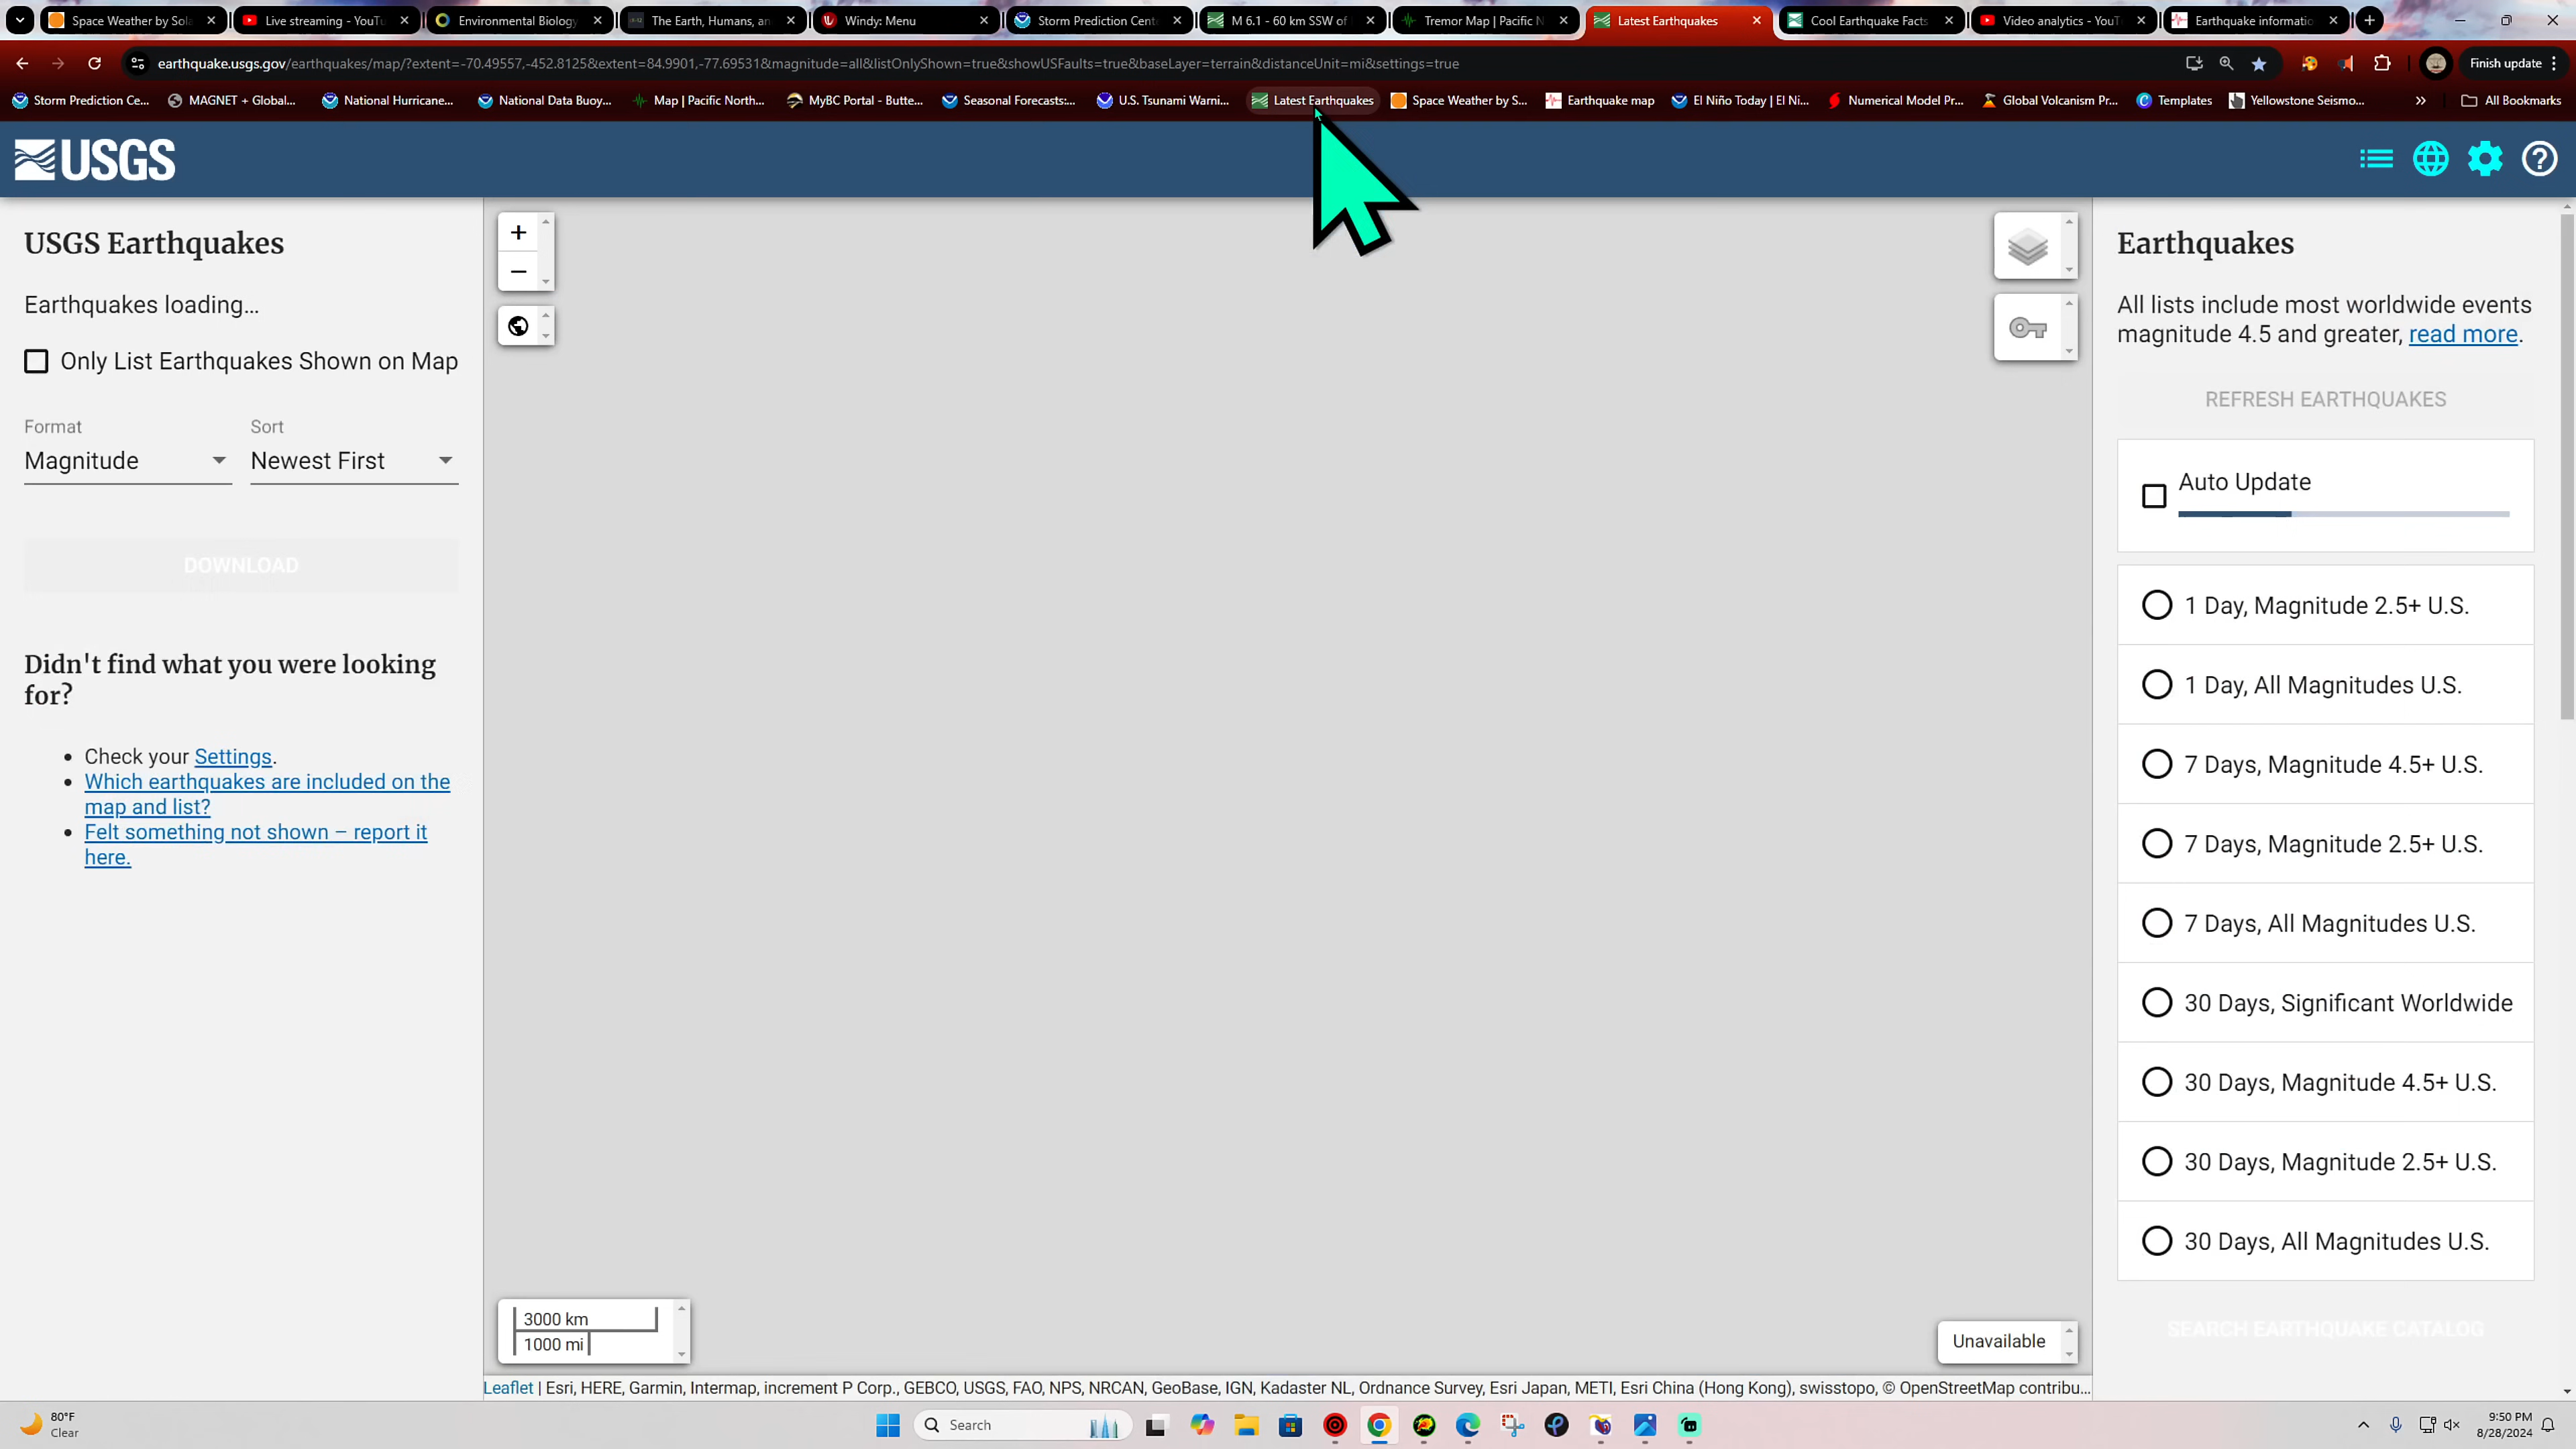 Space Weather by Sola
Live streaming - YouTu
Environmental Biology
The Earth, Humans, an
Windy: Menu
Storm Prediction Cent
M 6.1 - 60 km SSW of
Tremor Map | Pacific N
Latest Earthquakes
Cool Earthquake Facts
Video analytics - YouT
Earthquake informatio
earthquake.usgs.gov/earthquakes/map/?extent=-70.49557,-452.8125&extent=84.9901,-77.69531&magnitude=all&listOnlyShown=true&showUSFaults=true&baseLayer=terrain&distanceUnit=mi&settings=true
Finish update
Storm Prediction Ce...
MAGNET + Global...
National Hurricane...
National Data Buoy...
Map | Pacific North...
MyBC Portal - Butte...
Seasonal Forecasts:...
U.S. Tsunami Warni...
Latest Earthquakes
Space Weather by S...
Earthquake map
El Niño Today | El Ni...
Numerical Model Pr...
Global Volcanism Pr...
Templates
Yellowstone Seismo...
All Bookmarks
USGS
USGS Earthquakes
Earthquakes loading...
Only List Earthquakes Shown on Map
Format
Sort
Magnitude
Newest First
DOWNLOAD
Didn't find what you were looking
for?
Check your Settings.
Which earthquakes are included on the
map and list?
Felt something not shown – report it
here.
+
−
3000 km
1000 mi
Unavailable
Leaflet | Esri, HERE, Garmin, Intermap, increment P Corp., GEBCO, USGS, FAO, NPS, NRCAN, GeoBase, IGN, Kadaster NL, Ordnance Survey, Esri Japan, METI, Esri China (Hong Kong), swisstopo, © OpenStreetMap contribu...
Earthquakes
All lists include most worldwide events
magnitude 4.5 and greater, read more.
REFRESH EARTHQUAKES
Auto Update
1 Day, Magnitude 2.5+ U.S.
1 Day, All Magnitudes U.S.
7 Days, Magnitude 4.5+ U.S.
7 Days, Magnitude 2.5+ U.S.
7 Days, All Magnitudes U.S.
30 Days, Significant Worldwide
30 Days, Magnitude 4.5+ U.S.
30 Days, Magnitude 2.5+ U.S.
30 Days, All Magnitudes U.S.
SEARCH EARTHQUAKE CATALOG
80°F
Clear
Search
9:50 PM
8/28/2024